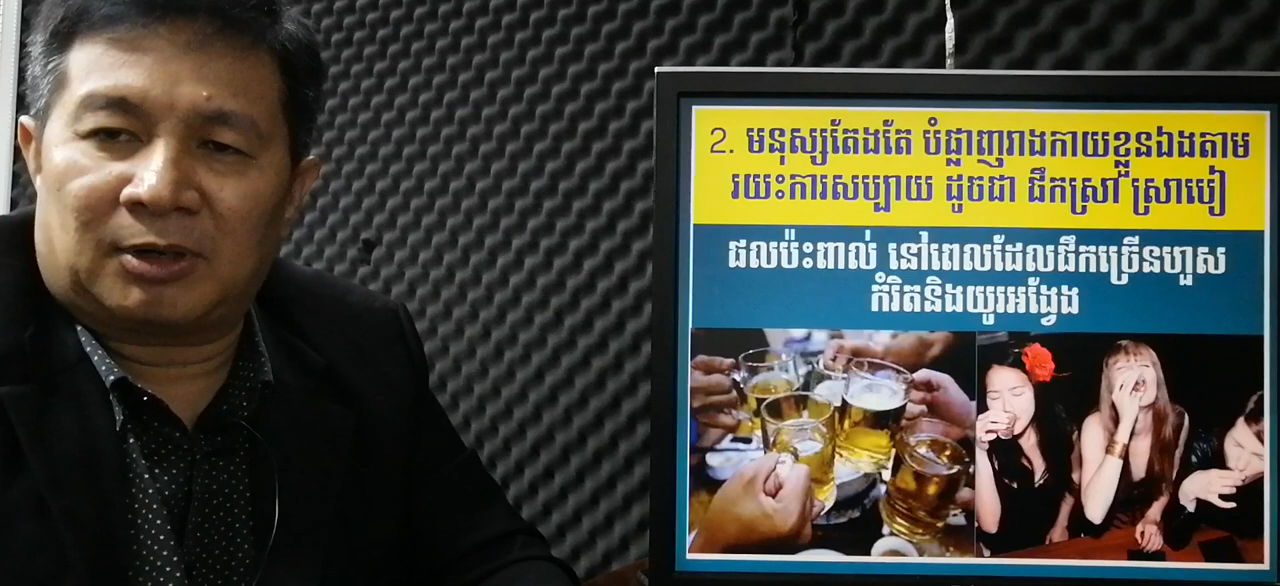 2. មនុស្សតែងតែ បំផ្លាញរាងកាយខ្លួនឯងតាម
រយះការសប្បាយ ដូចជា ផឹកស្រា ស្រាបៀ
ផលប៉ះពាល់ នៅពេលដែលផឹកច្រើនហួស
កំរិតនិងយូរអង្វែង